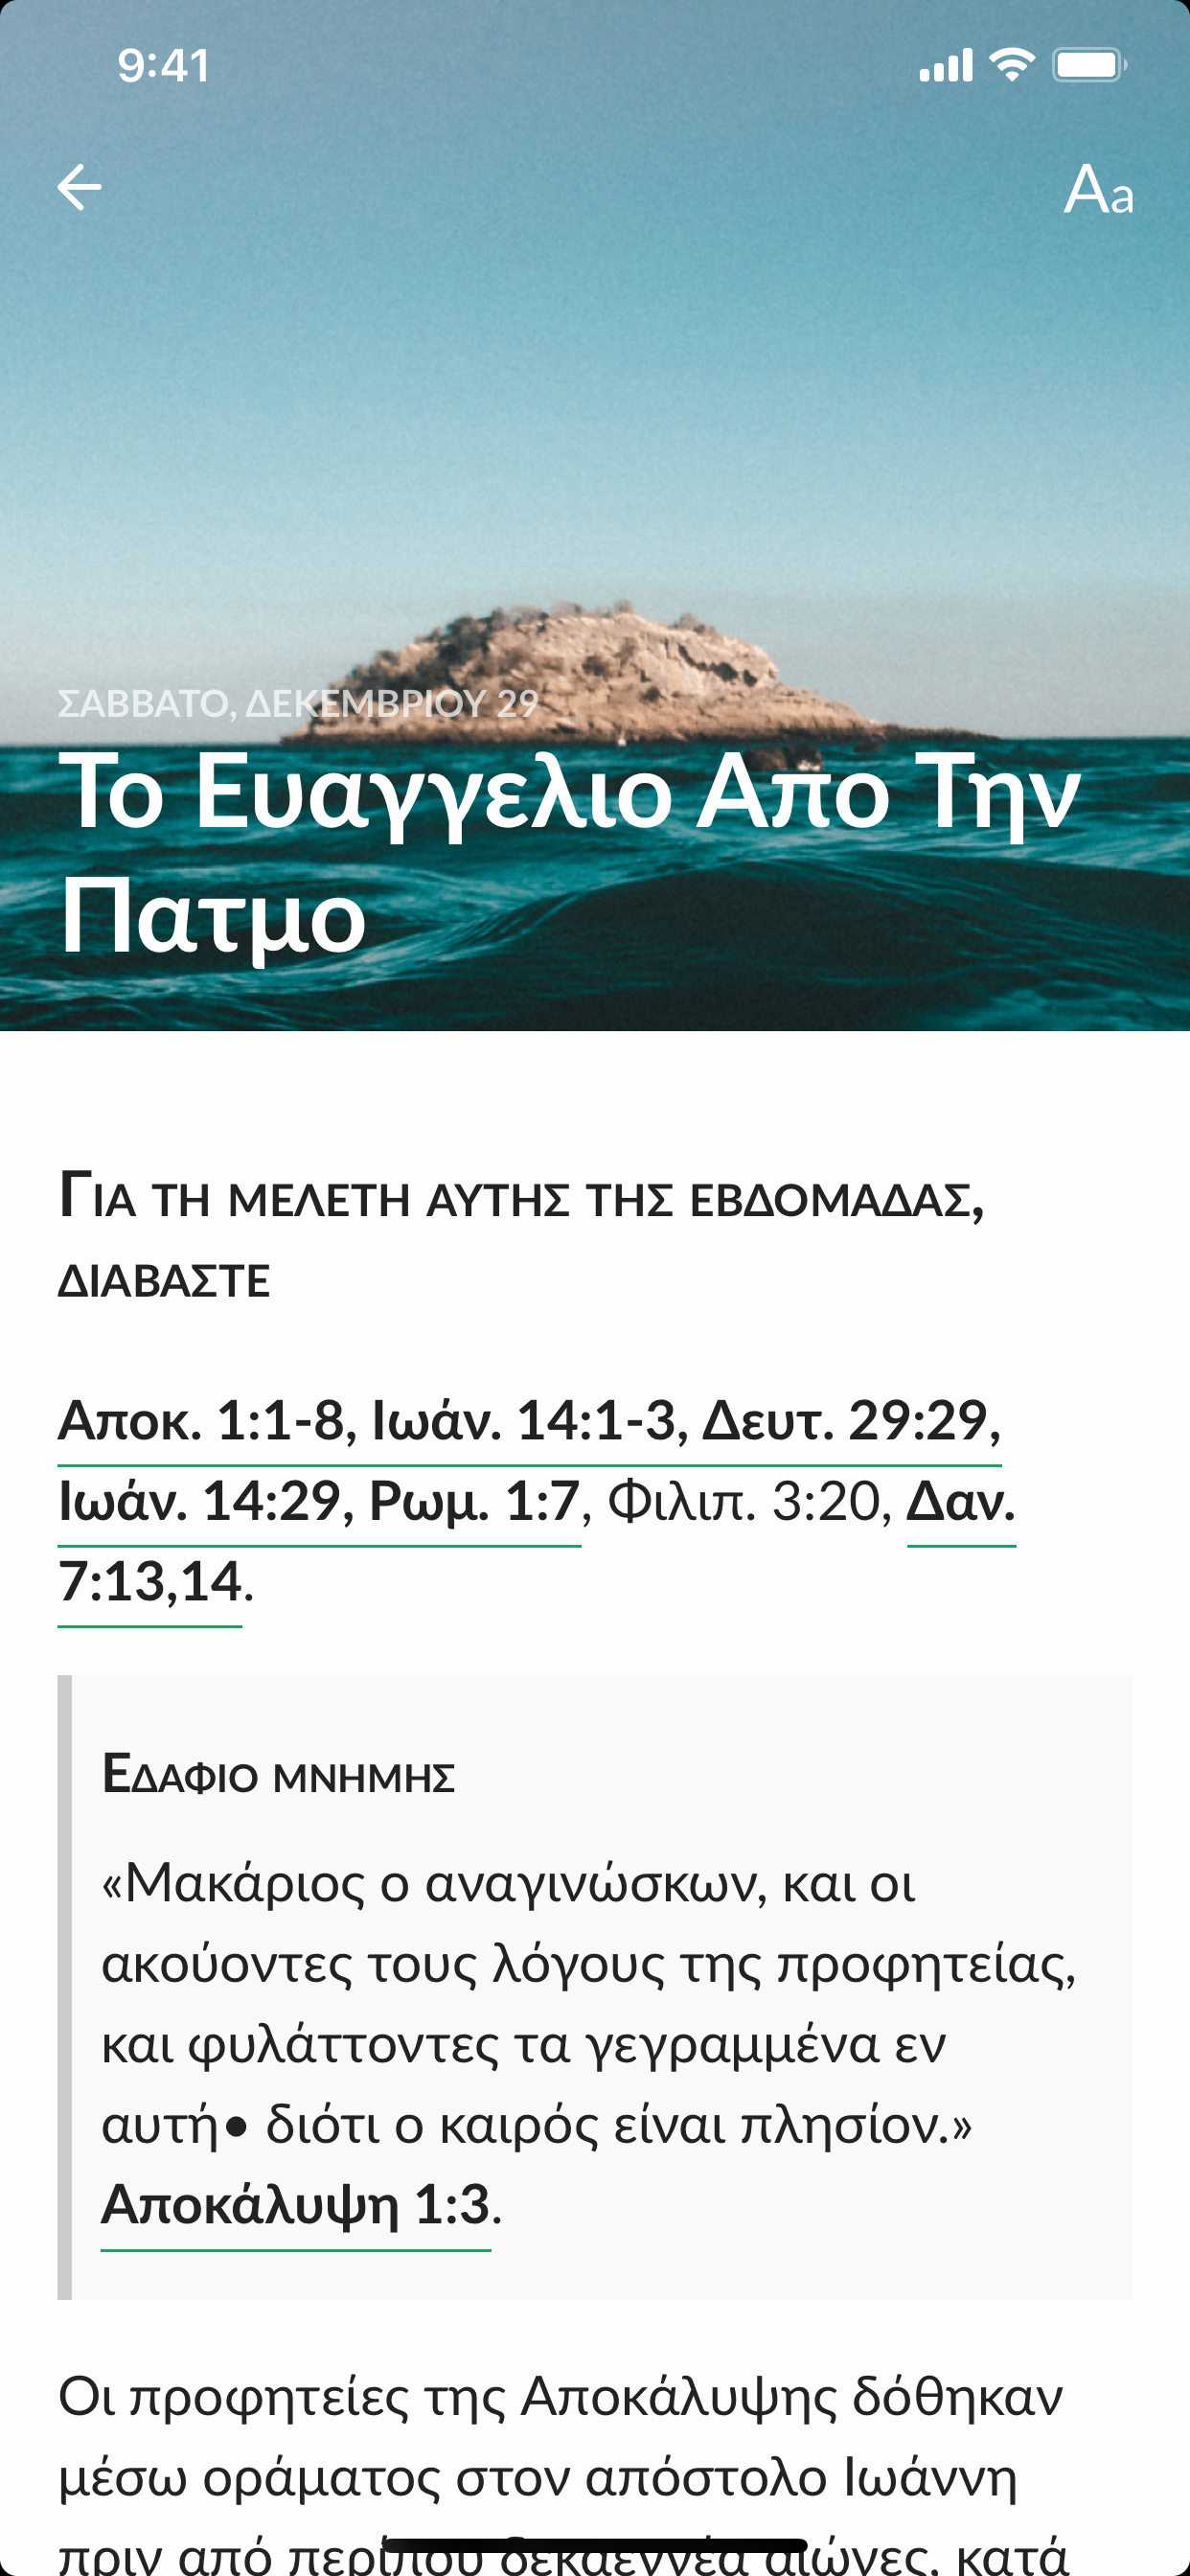 9:41
Aa
ΣΑΒΒΑΤΟ, ΔΕΚΕΜΒΡΙΟΥ 29
Το Ευαγγελιο Απο Την
Πατμο
Για τη μελετη αυτης της εβδομαδας,
διαβαστε
Αποκ. 1:1-8, Ιωάν. 14:1-3, Δευτ. 29:29,
Ιωάν. 14:29, Ρωμ. 1:7, Φιλιπ. 3:20, Δαν.
7:13,14.
Εδαφιο μνημης
«Μακάριος ο αναγινώσκων, και οι
ακούοντες τους λόγους της προφητείας,
και φυλάττοντες τα γεγραμμένα εν
αυτή• διότι ο καιρός είναι πλησίον.»
Αποκάλυψη 1:3.
Οι προφητείες της Αποκάλυψης δόθηκαν
μέσω οράματος στον απόστολο Ιωάννη
πριν από περίπου δεκαεννέα αιώνες, κατά